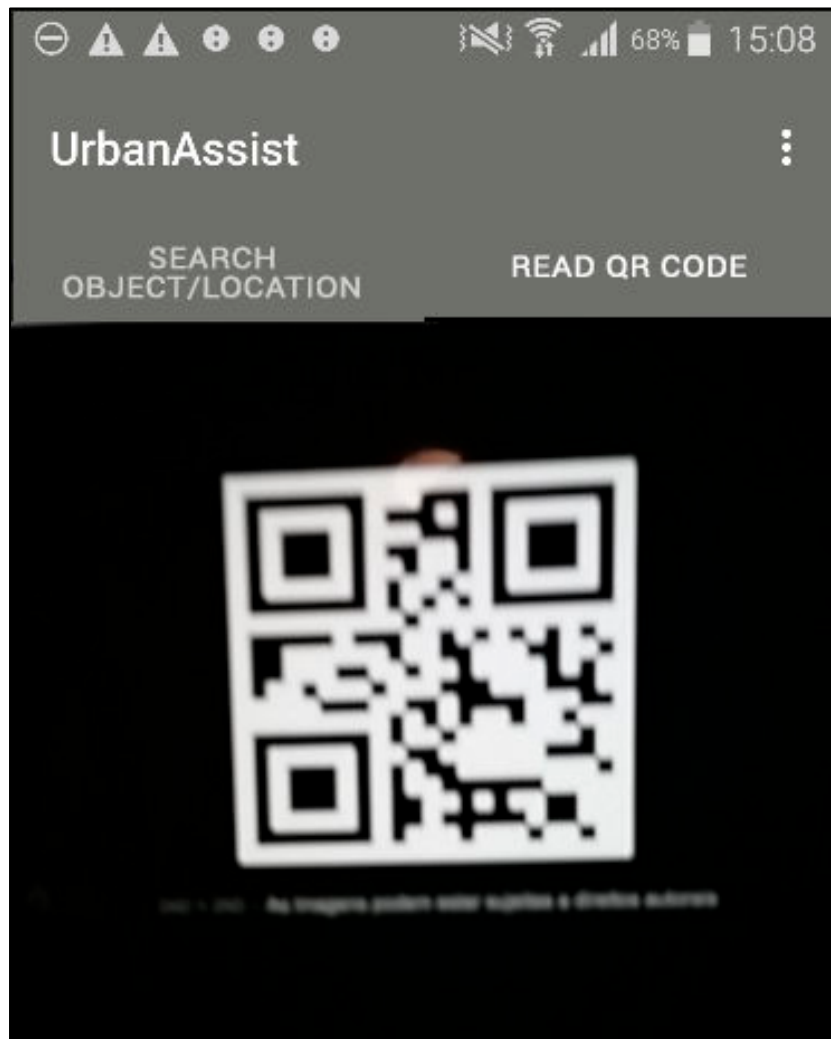 68% 15:08
UrbanAssist
SEARCH
OBJECT/LOCATION
READ QR CODE
As imagens podem estar sujeitas a direitos autorais